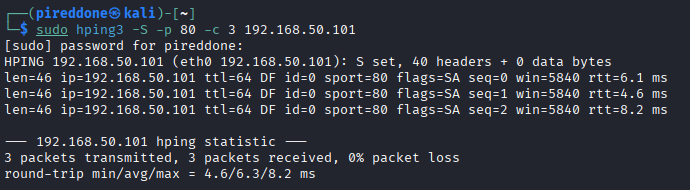 ┌──(pireddone㉿kali)-[~]
└─$ sudo hping3 -S -p 80 -c 3 192.168.50.101
[sudo] password for pireddone:
HPING 192.168.50.101 (eth0 192.168.50.101): S set, 40 headers + 0 data bytes
len=46 ip=192.168.50.101 ttl=64 DF id=0 sport=80 flags=SA seq=0 win=5840 rtt=6.1 ms
len=46 ip=192.168.50.101 ttl=64 DF id=0 sport=80 flags=SA seq=1 win=5840 rtt=4.6 ms
len=46 ip=192.168.50.101 ttl=64 DF id=0 sport=80 flags=SA seq=2 win=5840 rtt=8.2 ms

--- 192.168.50.101 hping statistic ---
3 packets transmitted, 3 packets received, 0% packet loss
round-trip min/avg/max = 4.6/6.3/8.2 ms